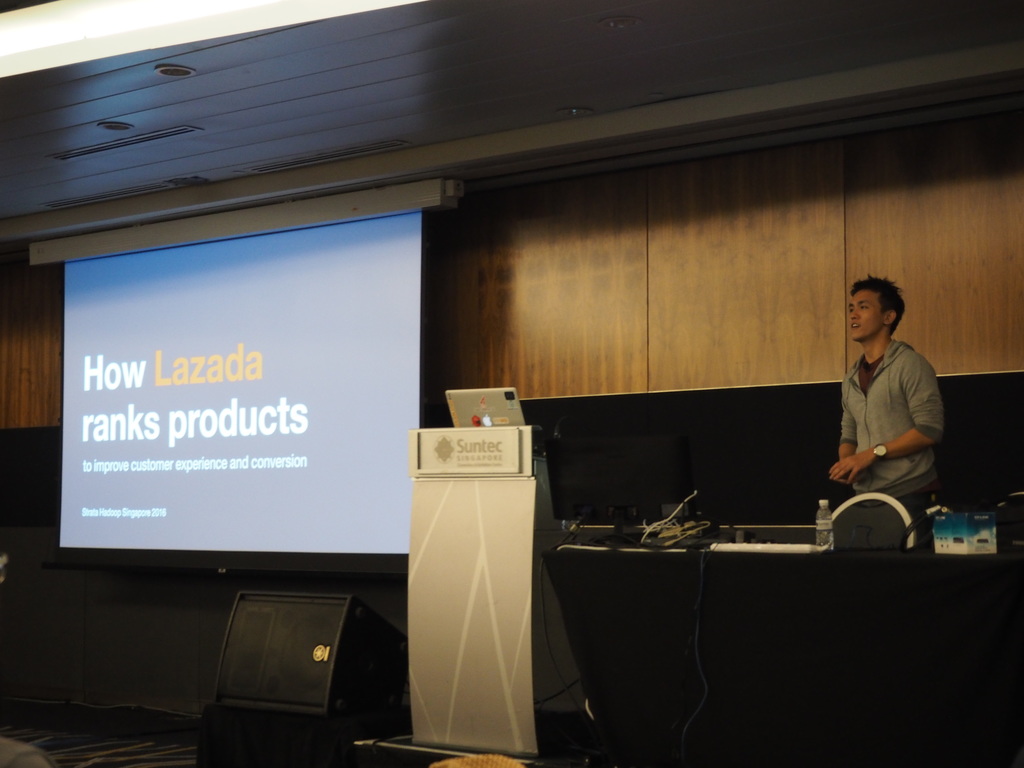 How Lazada
ranks products
to improve customer experience and conversion
Strata Hadoop Singapore 2016
Suntec
SINGAPORE